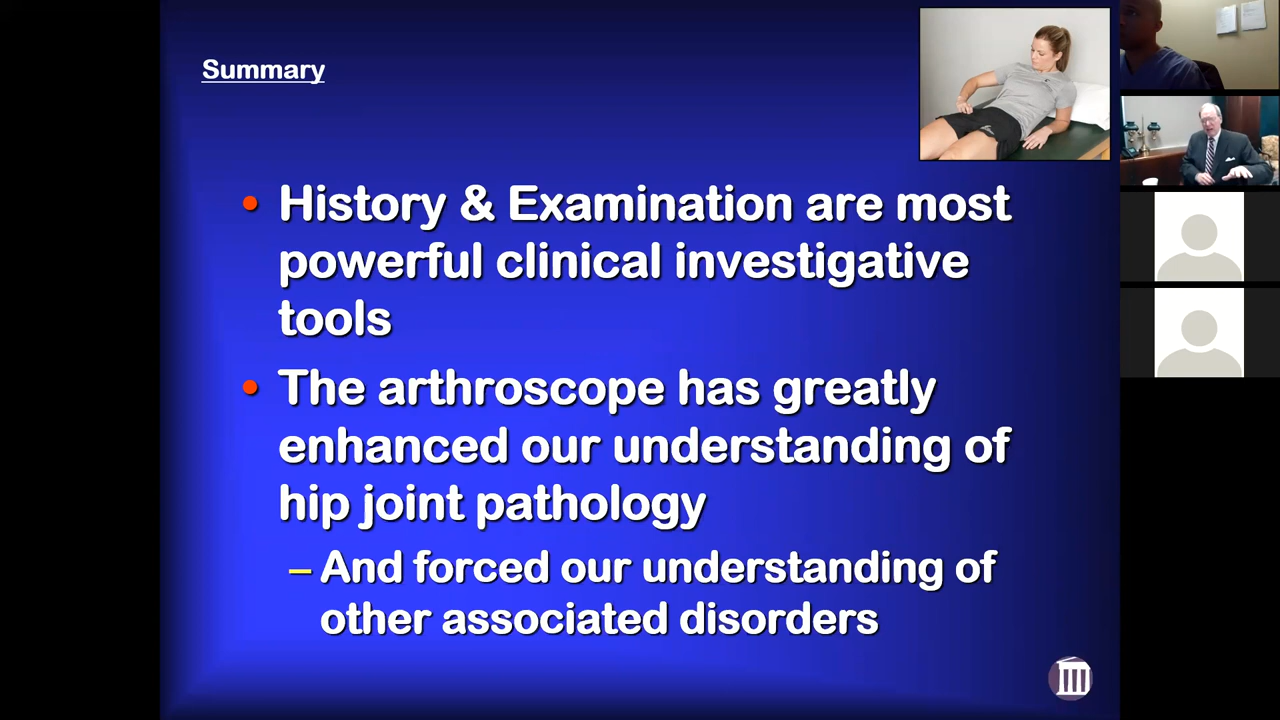 Summary
• History & Examination are most
powerful clinical investigative
tools
• The arthroscope has greatly
enhanced our understanding of
hip joint pathology
– And forced our understanding of
other associated disorders